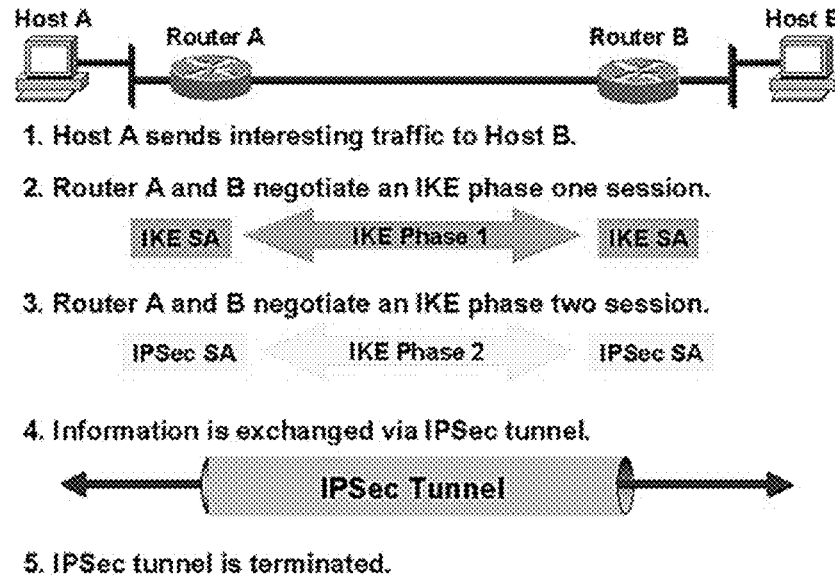 Host A
Host B
Router A
Router B
1. Host A sends interesting traffic to Host B.
2. Router A and B negotiate an IKE phase one session.
IKE SA
IKE Phase 1
IKE SA
3. Router A and B negotiate an IKE phase two session.
IPSec SA
IKE Phase 2
IPSec SA
4. Information is exchanged via IPSec tunnel.
IPSec Tunnel
5. IPSec tunnel is terminated.